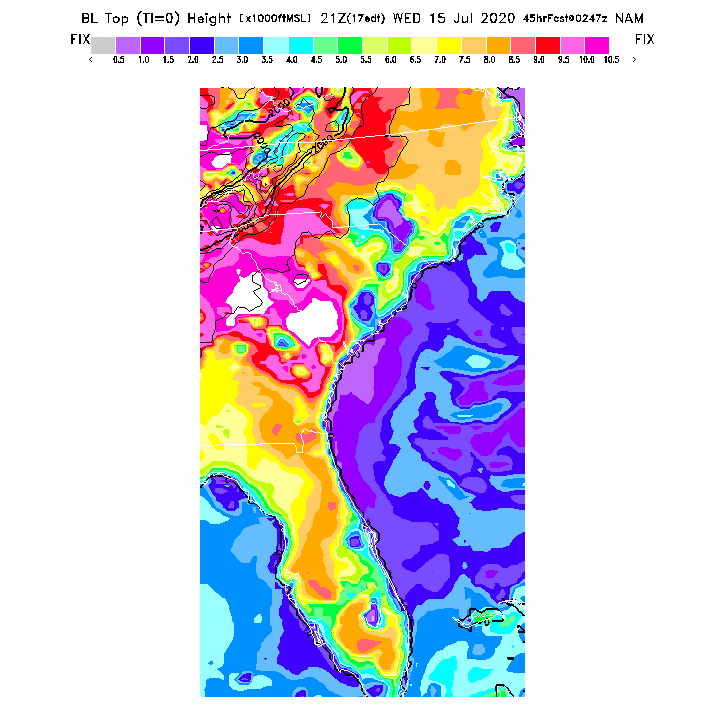 BL Top (TI=0) Height [x1000ftMSL] 21Z(17edt) WED 15 Jul 2020 45hrFcst@0247z NAM
FIX FIX
0.5 1.0 1.5 2.0 2.5 3.0 3.5 4.0 4.5 5.0 5.5 6.0 6.5 7.0 7.5 8.0 8.5 9.0 9.5 10.0 10.5
< >
2000
2000
2000